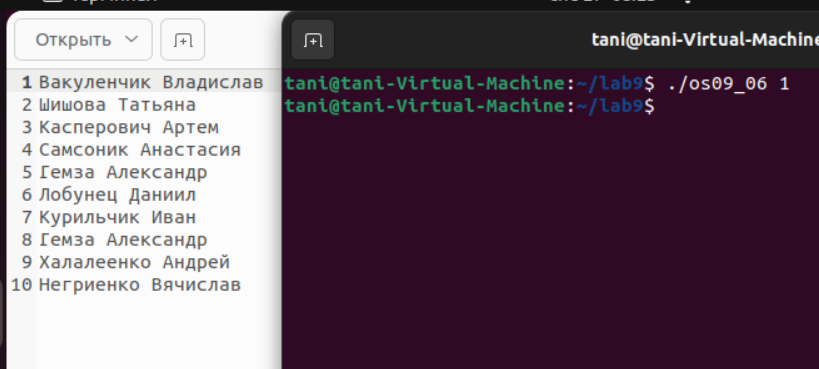 Открыть
1 Вакуленчик Владислав
2 Шишова Татьяна
3 Касперович Артем
4 Самсоник Анастасия
5 Гемза Александр
6 Лобунец Даниил
7 Курильчик Иван
8 Гемза Александр
9 Халалеенко Андрей
10 Негриенко Вячислав
tani@tani-Virtual-Machine
tani@tani-Virtual-Machine:~/lab9$ ./os09_06 1
tani@tani-Virtual-Machine:~/lab9$